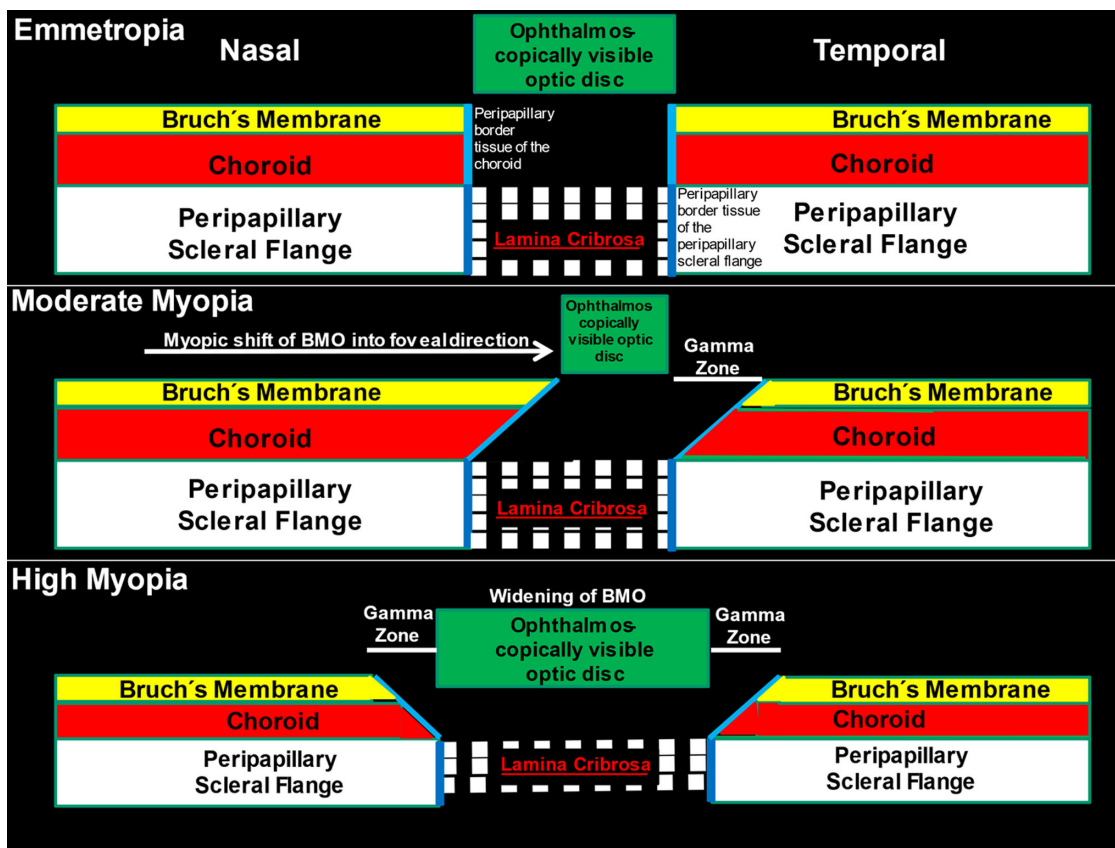 Emmetropia
Nasal
Ophthalmos-
copically visible
optic disc
Temporal
Bruch´s Membrane
Peripapillary
border
tissue of the
choroid
Bruch´s Membrane
Choroid
Choroid
Peripapillary
Scleral Flange
Lamina Cribrosa
Peripapillary
border tissue
of the
peripapillary
scleral flange
Peripapillary
Scleral Flange
Moderate Myopia
Myopic shift of BMO into foveal direction
Ophthalmos
copically
visible optic
disc
Gamma
Zone
Bruch´s Membrane
Bruch´s Membrane
Choroid
Choroid
Peripapillary
Scleral Flange
Lamina Cribrosa
Peripapillary
Scleral Flange
High Myopia
Widening of BMO
Gamma
Zone
Ophthalmos-
copically visible
optic disc
Gamma
Zone
Bruch´s Membrane
Bruch´s Membrane
Choroid
Choroid
Peripapillary
Scleral Flange
Lamina Cribrosa
Peripapillary
Scleral Flange